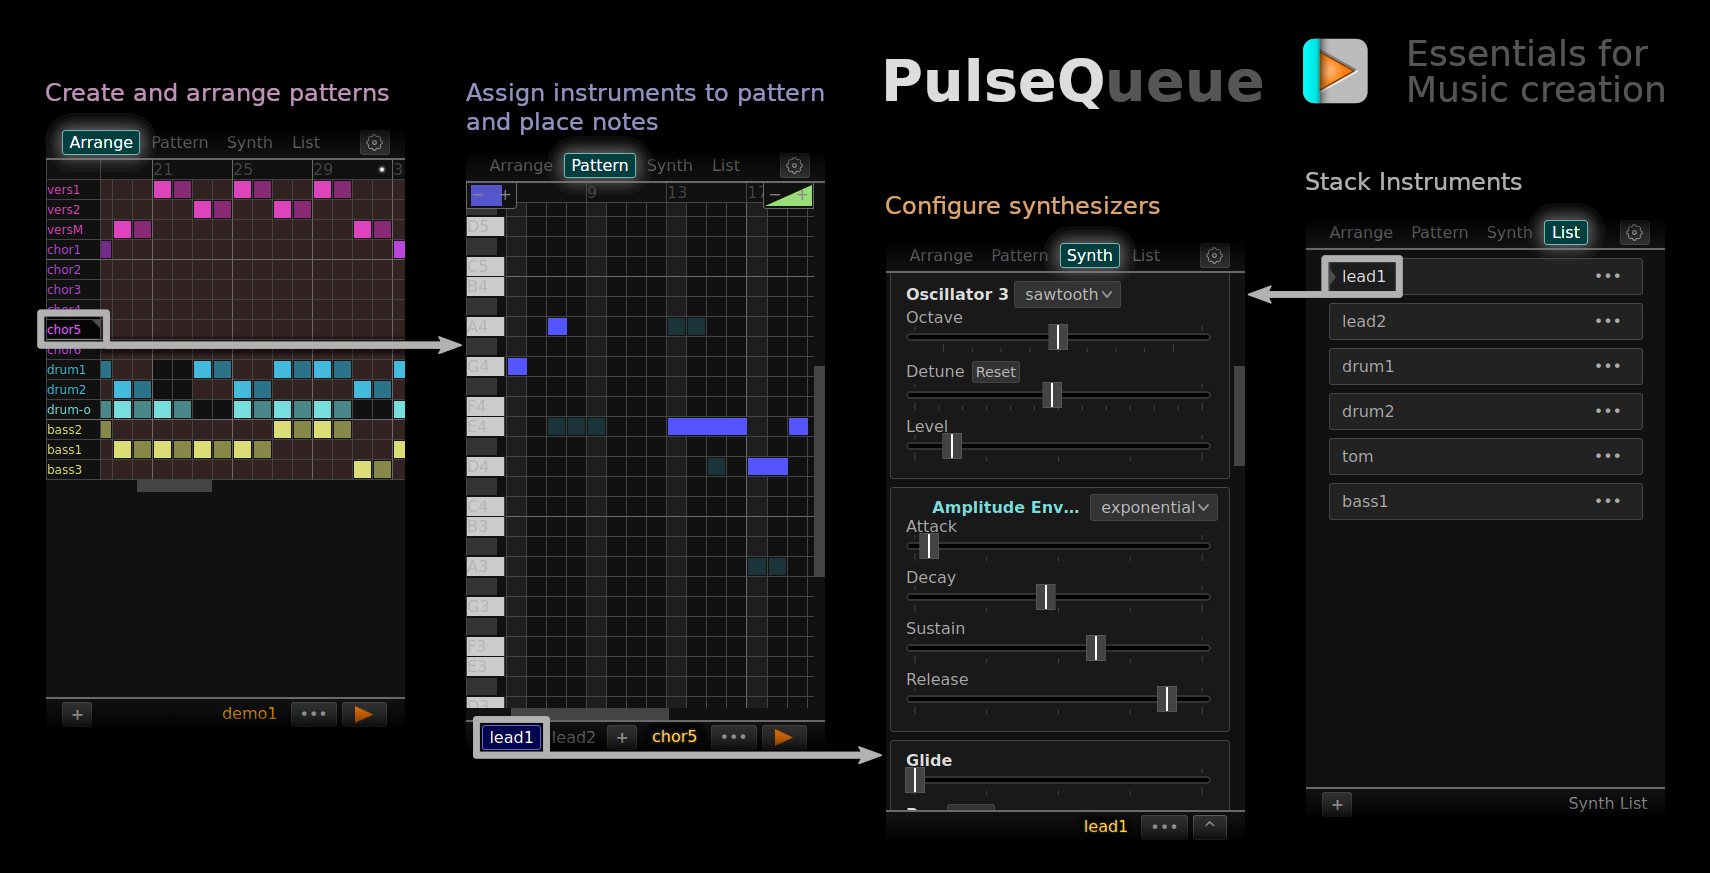 PulseQueue
Essentials for
Music creation
Create and arrange patterns
Arrange Pattern Synth List
21 25 29 3
vers1
vers2
versM
chor1
chor2
chor3
chor4
chor5
chor6
drum1
drum2
drum-o
bass2
bass1
bass3
+ demo1 •••
Assign instruments to pattern
and place notes
Arrange Pattern Synth List
− + 9 13 17 − +
D5
C5
B4
A4
G4
F4
E4
D4
C4
B3
A3
G3
F3
E3
D3
lead1 lead2 + chor5 •••
Configure synthesizers
Arrange Pattern Synth List
Oscillator 3 sawtooth
Octave
Detune Reset
Level
Amplitude Env... exponential
Attack
Decay
Sustain
Release
Glide
lead1 ••• ^
Stack Instruments
Arrange Pattern Synth List
lead1 •••
lead2 •••
drum1 •••
drum2 •••
tom •••
bass1 •••
+ Synth List